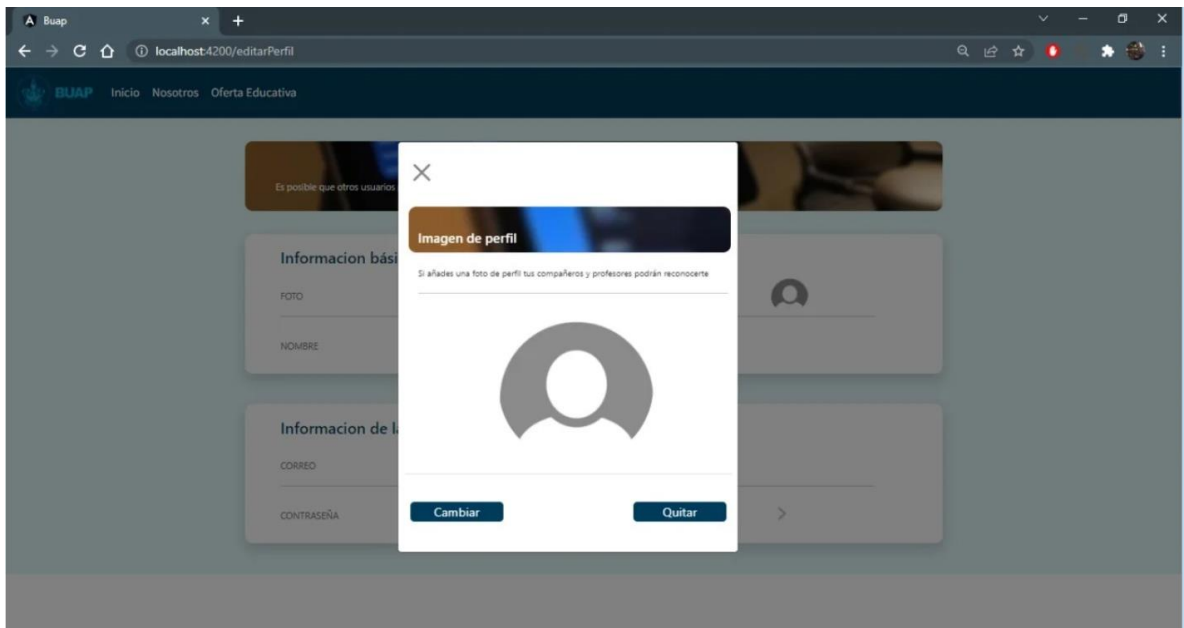 Buap
localhost:4200/editarPerfil
BUAP Inicio Nosotros Oferta Educativa
Es posible que otros usuarios
Imagen de perfil
Si añades una foto de perfil tus compañeros y profesores podrán reconocerte
Informacion bási
FOTO
NOMBRE
Informacion de l
CORREO
CONTRASEÑA
Cambiar Quitar